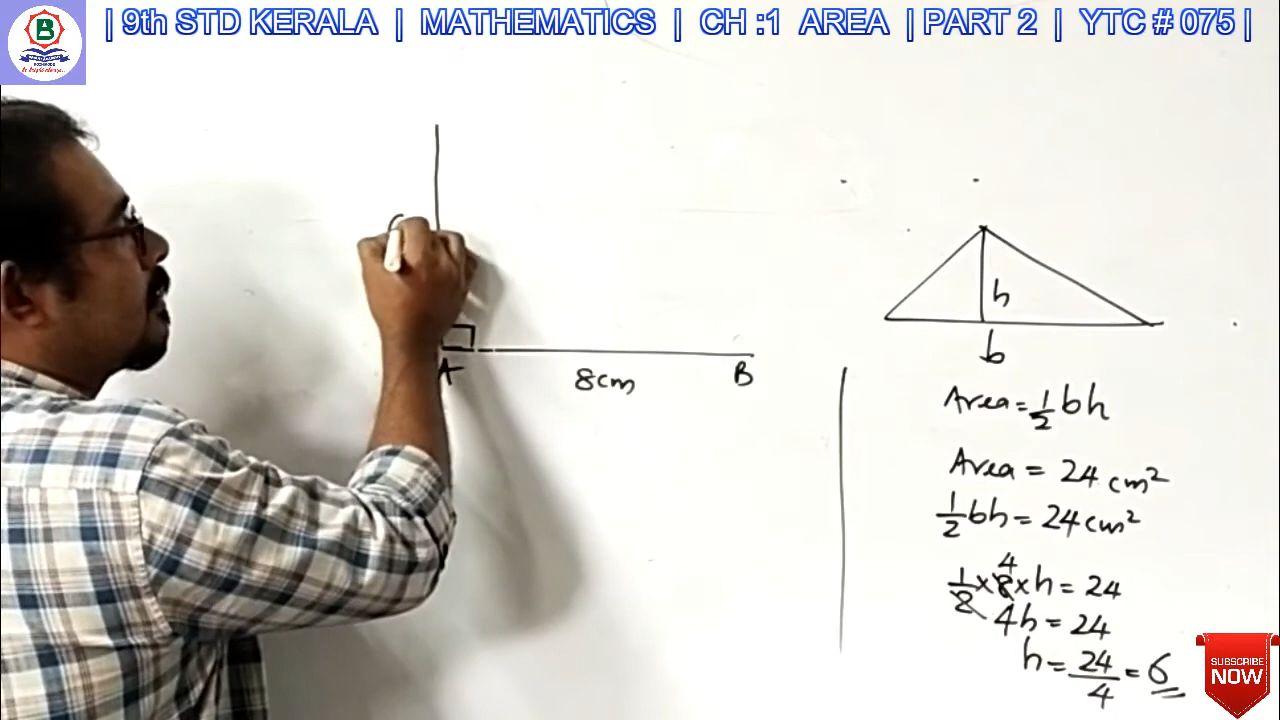 | 9th STD KERALA | MATHEMATICS | CH :1 AREA | PART 2 | YTC # 075 |
B
h
b
A
8cm
B
Area = 1/2 bh
Area = 24 cm²
1/2 bh = 24 cm²
4
1/2 × 8 × h = 24
4h = 24
h = 24/4 = 6
SUBSCRIBE
NOW